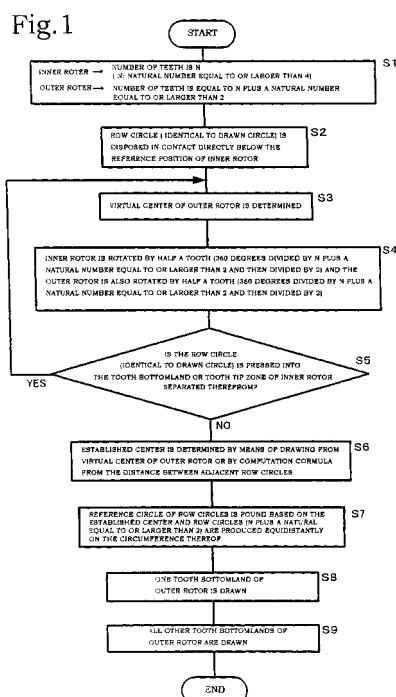 Fig.1
START
S1
INNER ROTER → NUMBER OF TEETH IS N
( N: NATURAL NUMBER EQUAL TO OR LARGER THAN 4)
OUTER ROTER→ NUMBER OF TEETH IS EQUAL TO N PLUS A NATURAL NUMBER
EQUAL TO OR LARGER THAN 2
S2
ROW CIRCLE ( IDENTICAL TO DRAWN CIRCLE) IS
DISPOSED IN CONTACT DIRECTLY BELOW THE
REFERENCE POSITION OF INNER ROTOR
S3
VIRTUAL CENTER OF OUTER ROTOR IS DETERMINED
S4
INNER ROTOR IS ROTATED BY HALF A TOOTH (360 DEGREES DIVIDED BY N PLUS A
NATURAL NUMBER EQUAL TO OR LARGER THAN 2 AND THEN DIVIDED BY 2) AND THE
OUTER ROTOR IS ALSO ROTATED BY HALF A TOOTH (360 DEGREES DIVIDED BY N PLUS A
NATURAL NUMBER EQUAL TO OR LARGER THAN 2 AND THEN DIVIDED BY 2)
S5
IS THE ROW CIRCLE
(IDENTICAL TO DRAWN CIRCLE) IS PRESSED INTO
THE TOOTH BOTTOMLAND OR TOOTH TIP ZONE OF INNER ROTOR
SEPARATED THEREFROM?
YES
NO
S6
ESTABLISHED CENTER IS DETERMINED BY MEANS OF DRAWING FROM
VIRTUAL CENTER OF OUTER ROTOR OR BY COMPUTATION FORMULA
FROM THE DISTANCE BETWEEN ADJACENT ROW CIRCLES
S7
REFERENCE CIRCLE OF ROW CIRCLES IS FOUND BASED ON THE
ESTABLISHED CENTER AND ROW CIRCLES (N PLUS A NATURAL
EQUAL TO OR LARGER THAN 2) ARE PRODUCED EQUIDISTANTLY
ON THE CIRCUMFERENCE THEREOF
S8
ONE TOOTH BOTTOMLAND OF
OUTER ROTOR IS DRAWN
S9
ALL OTHER TOOTH BOTTOMLANDS OF
OUTER ROTOR ARE DRAWN
END